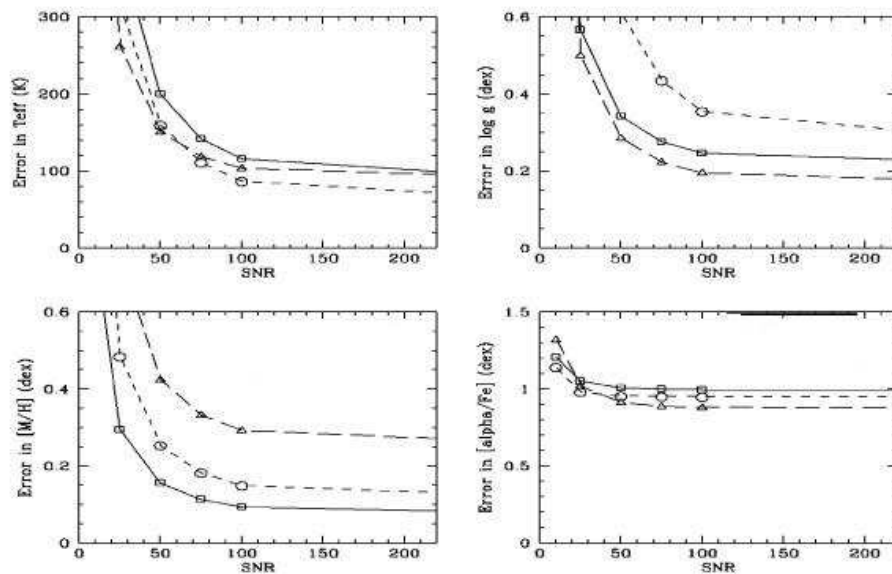 300
200
100
0
Error in Teff (K)
0 50 100 150 200
SNR
0.6
0.4
0.2
0
Error in log g (dex)
0 50 100 150 200
SNR
0.6
0.4
0.2
0
Error in [M/H] (dex)
0 50 100 150 200
SNR
1.5
1
0.5
0
Error in [alpha/Fe] (dex)
0 50 100 150 200
SNR